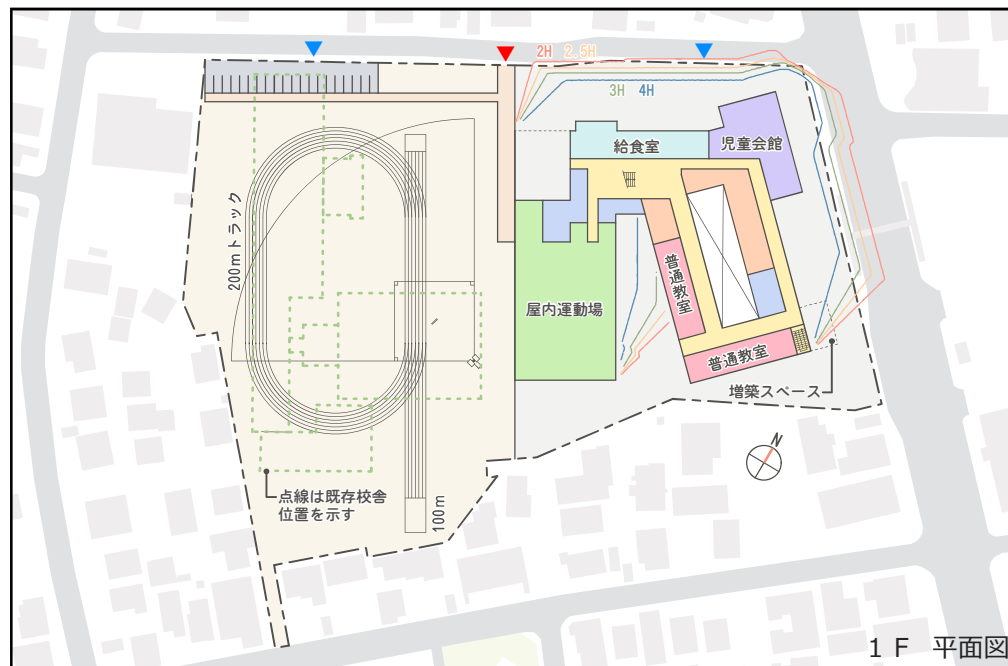 2H 2.5H
3H 4H
給食室
児童会館
200mトラック
普通教室
屋内運動場
普通教室
増築スペース
N
点線は既存校舎
位置を示す
100m
1F 平面図